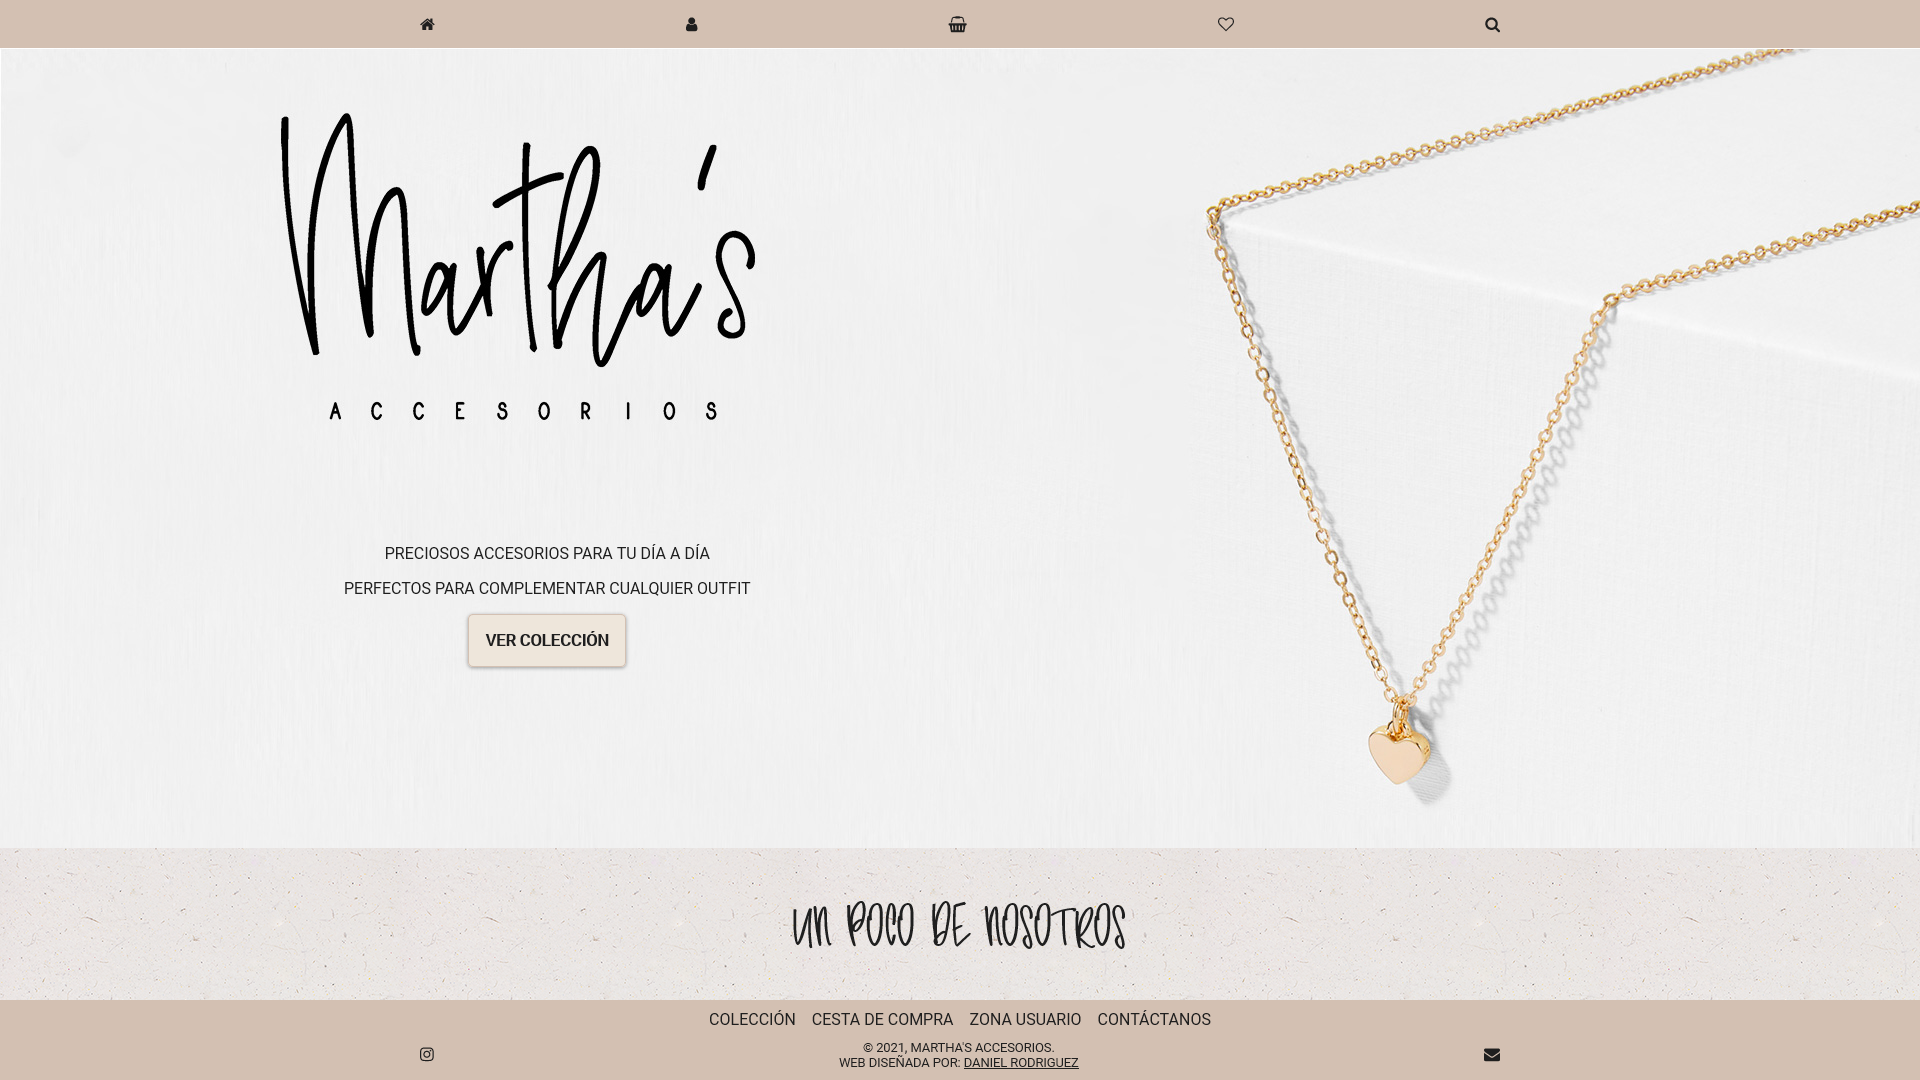 Martha's
ACCESORIOS
PRECIOSOS ACCESORIOS PARA TU DÍA A DÍA
PERFECTOS PARA COMPLEMENTAR CUALQUIER OUTFIT
VER COLECCIÓN
UN POCO DE NOSOTROS
COLECCIÓN CESTA DE COMPRA ZONA USUARIO CONTÁCTANOS
© 2021, MARTHA'S ACCESORIOS.
WEB DISEÑADA POR: DANIEL RODRIGUEZ